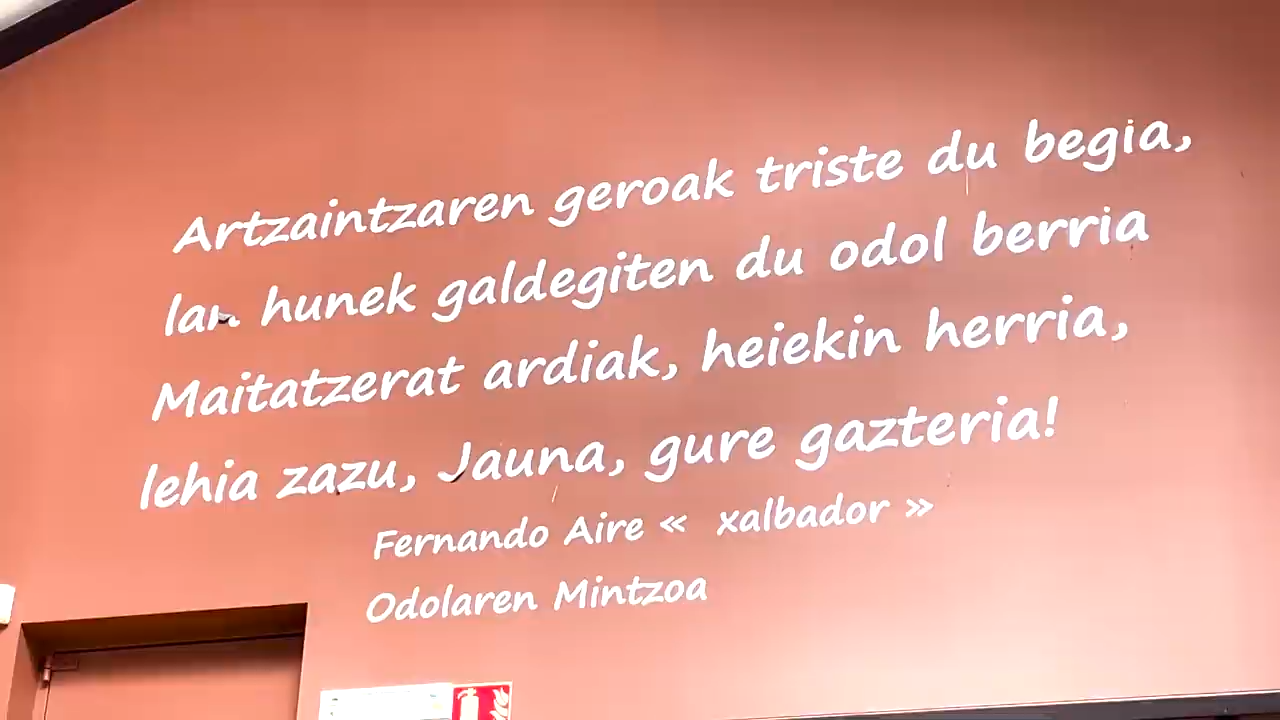 Artzaintzaren geroak triste du begia,
lan hunek galdegiten du odol berria
Maitatzerat ardiak, heiekin herria,
lehia zazu, Jauna, gure gazteria!
Fernando Aire « xalbador »
Odolaren Mintzoa